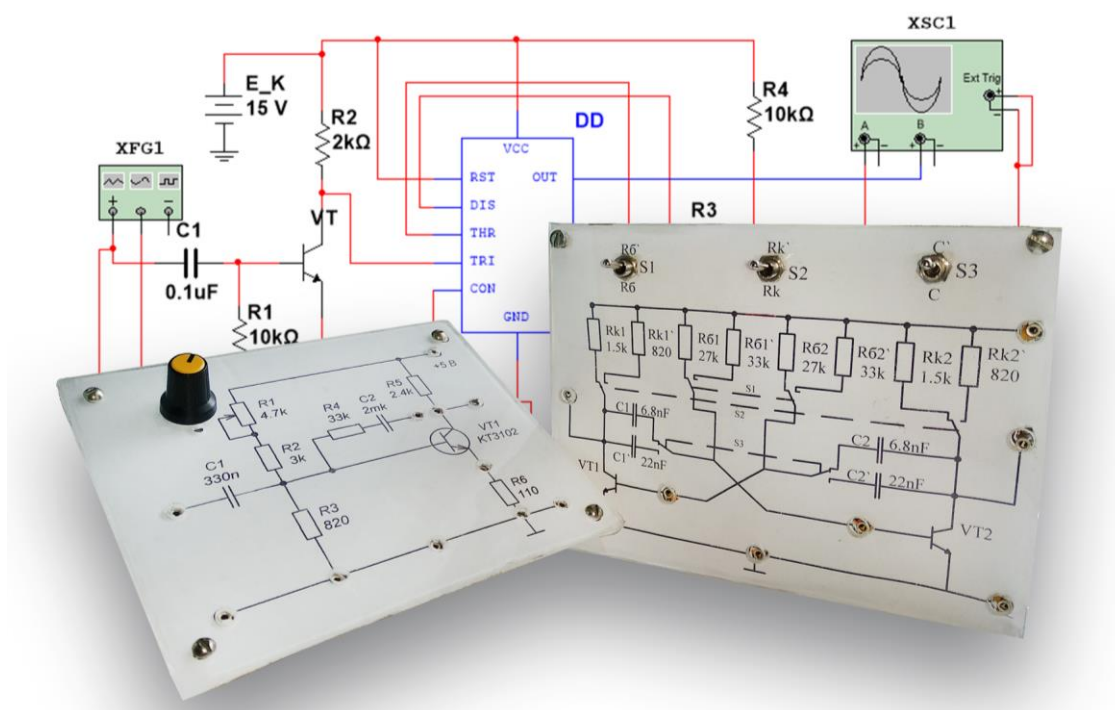 XSC1
Ext Trig
+
−
A
B
+
−
+
−
E_K
15 V
R2
2kΩ
R4
10kΩ
DD
VCC
RST
OUT
DIS
THR
TRI
CON
GND
XFG1
+
−
C1
0.1uF
VT
R1
10kΩ
R3
Rб`
S1
Rб
Rk`
S2
Rk
C`
S3
C
Rk1
1.5k
Rk1`
820
Rб1
27k
Rб1`
33k
Rб2
27k
Rб2`
33k
Rk2
1.5k
Rk2`
820
S1
S2
S3
C1
6.8nF
C1`
22nF
C2
6.8nF
C2`
22nF
VT1
VT2
+5 В
R1
4.7k
R5
2.4k
R4
33k
C2
2mk
VT1
KT3102
R2
3k
C1
330n
R3
820
R6
110